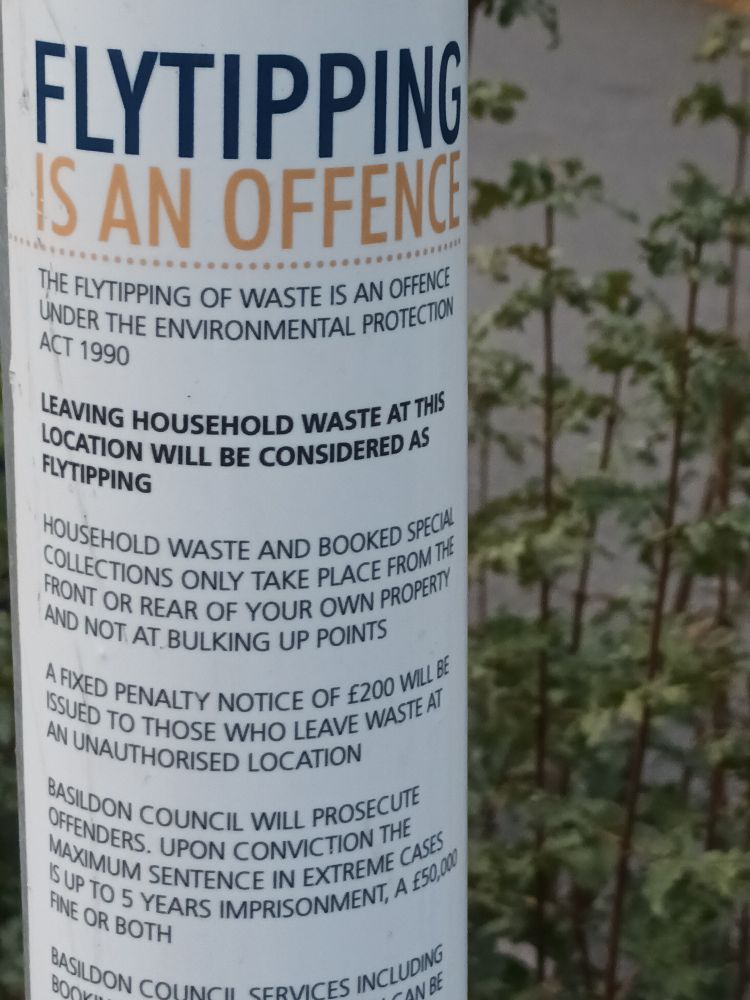 FLYTIPPING
IS AN OFFENCE
THE FLYTIPPING OF WASTE IS AN OFFENCE
UNDER THE ENVIRONMENTAL PROTECTION
ACT 1990
LEAVING HOUSEHOLD WASTE AT THIS
LOCATION WILL BE CONSIDERED AS
FLYTIPPING
HOUSEHOLD WASTE AND BOOKED SPECIAL
COLLECTIONS ONLY TAKE PLACE FROM THE
FRONT OR REAR OF YOUR OWN PROPERTY
AND NOT AT BULKING UP POINTS
A FIXED PENALTY NOTICE OF £200 WILL BE
ISSUED TO THOSE WHO LEAVE WASTE AT
AN UNAUTHORISED LOCATION
BASILDON COUNCIL WILL PROSECUTE
OFFENDERS. UPON CONVICTION THE
MAXIMUM SENTENCE IN EXTREME CASES
IS UP TO 5 YEARS IMPRISONMENT, A £50,000
FINE OR BOTH
BASILDON COUNCIL SERVICES INCLUDING
CAN BE